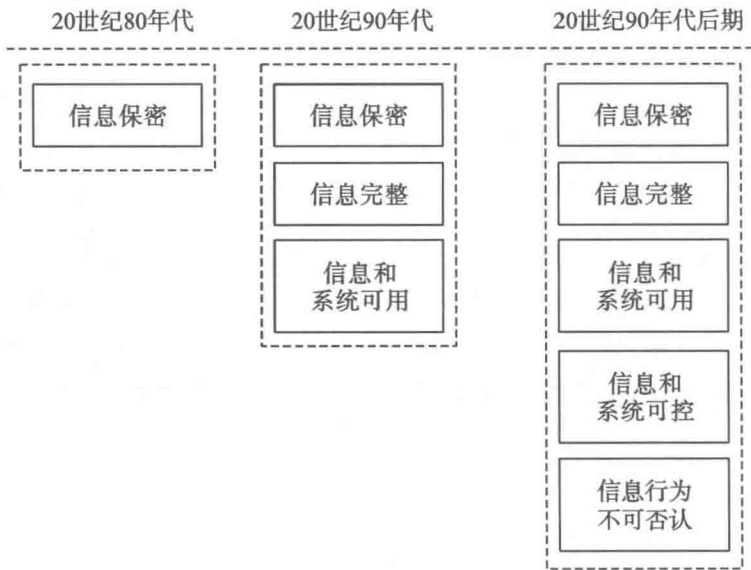 20世纪80年代
20世纪90年代
20世纪90年代后期
信息保密
信息保密
信息完整
信息和
系统可用
信息保密
信息完整
信息和
系统可用
信息和
系统可控
信息行为
不可否认